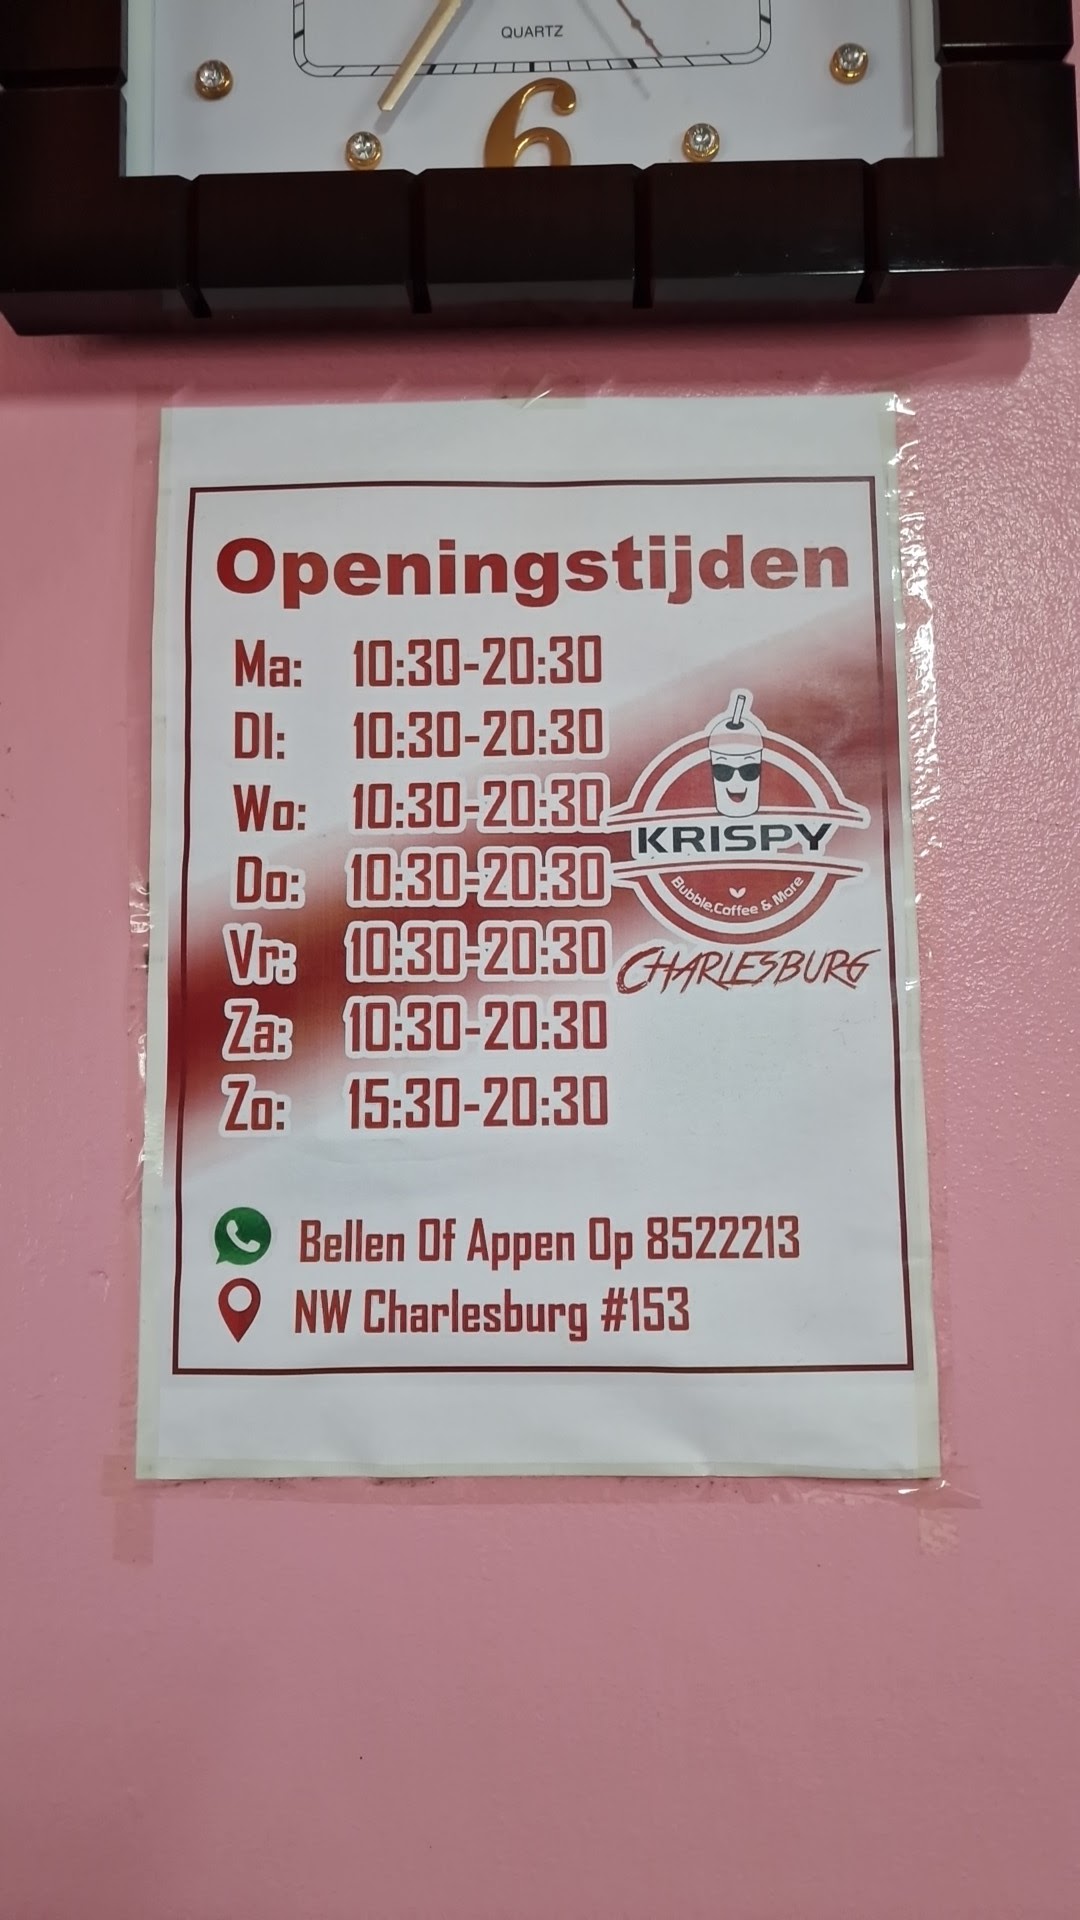 QUARTZ
6
Openingstijden
Ma: 10:30-20:30
DI: 10:30-20:30
Wo: 10:30-20:30
Do: 10:30-20:30
Vr: 10:30-20:30
Za: 10:30-20:30
Zo: 15:30-20:30
KRISPY
Bubble, Coffee & More
CHARLESBURG
Bellen Of Appen Op 8522213
NW Charlesburg #153